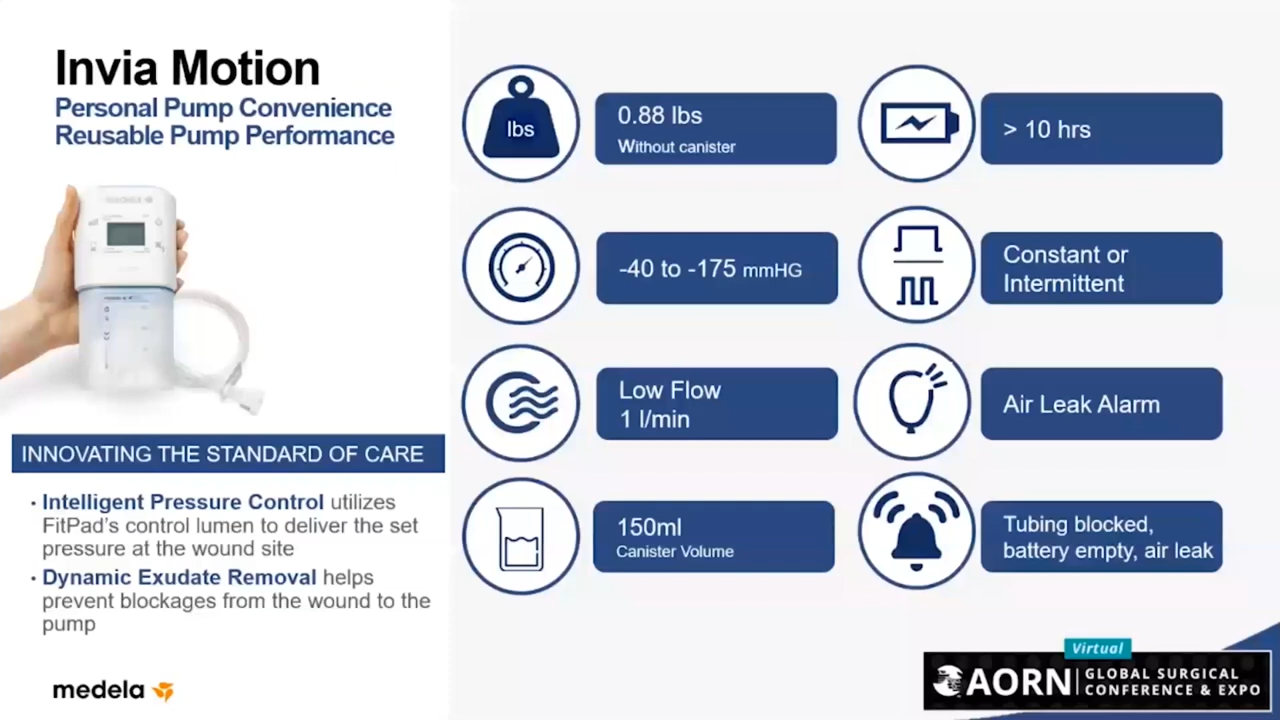 Invia Motion
Personal Pump Convenience
Reusable Pump Performance
medela
INNOVATING THE STANDARD OF CARE
· Intelligent Pressure Control utilizes
FitPad's control lumen to deliver the set
pressure at the wound site
· Dynamic Exudate Removal helps
prevent blockages from the wound to the
pump
medela
lbs
0.88 lbs
Without canister
> 10 hrs
-40 to -175 mmHG
Constant or
Intermittent
Low Flow
1 l/min
Air Leak Alarm
150ml
Canister Volume
Tubing blocked,
battery empty, air leak
Virtual
AORN
GLOBAL SURGICAL
CONFERENCE & EXPO